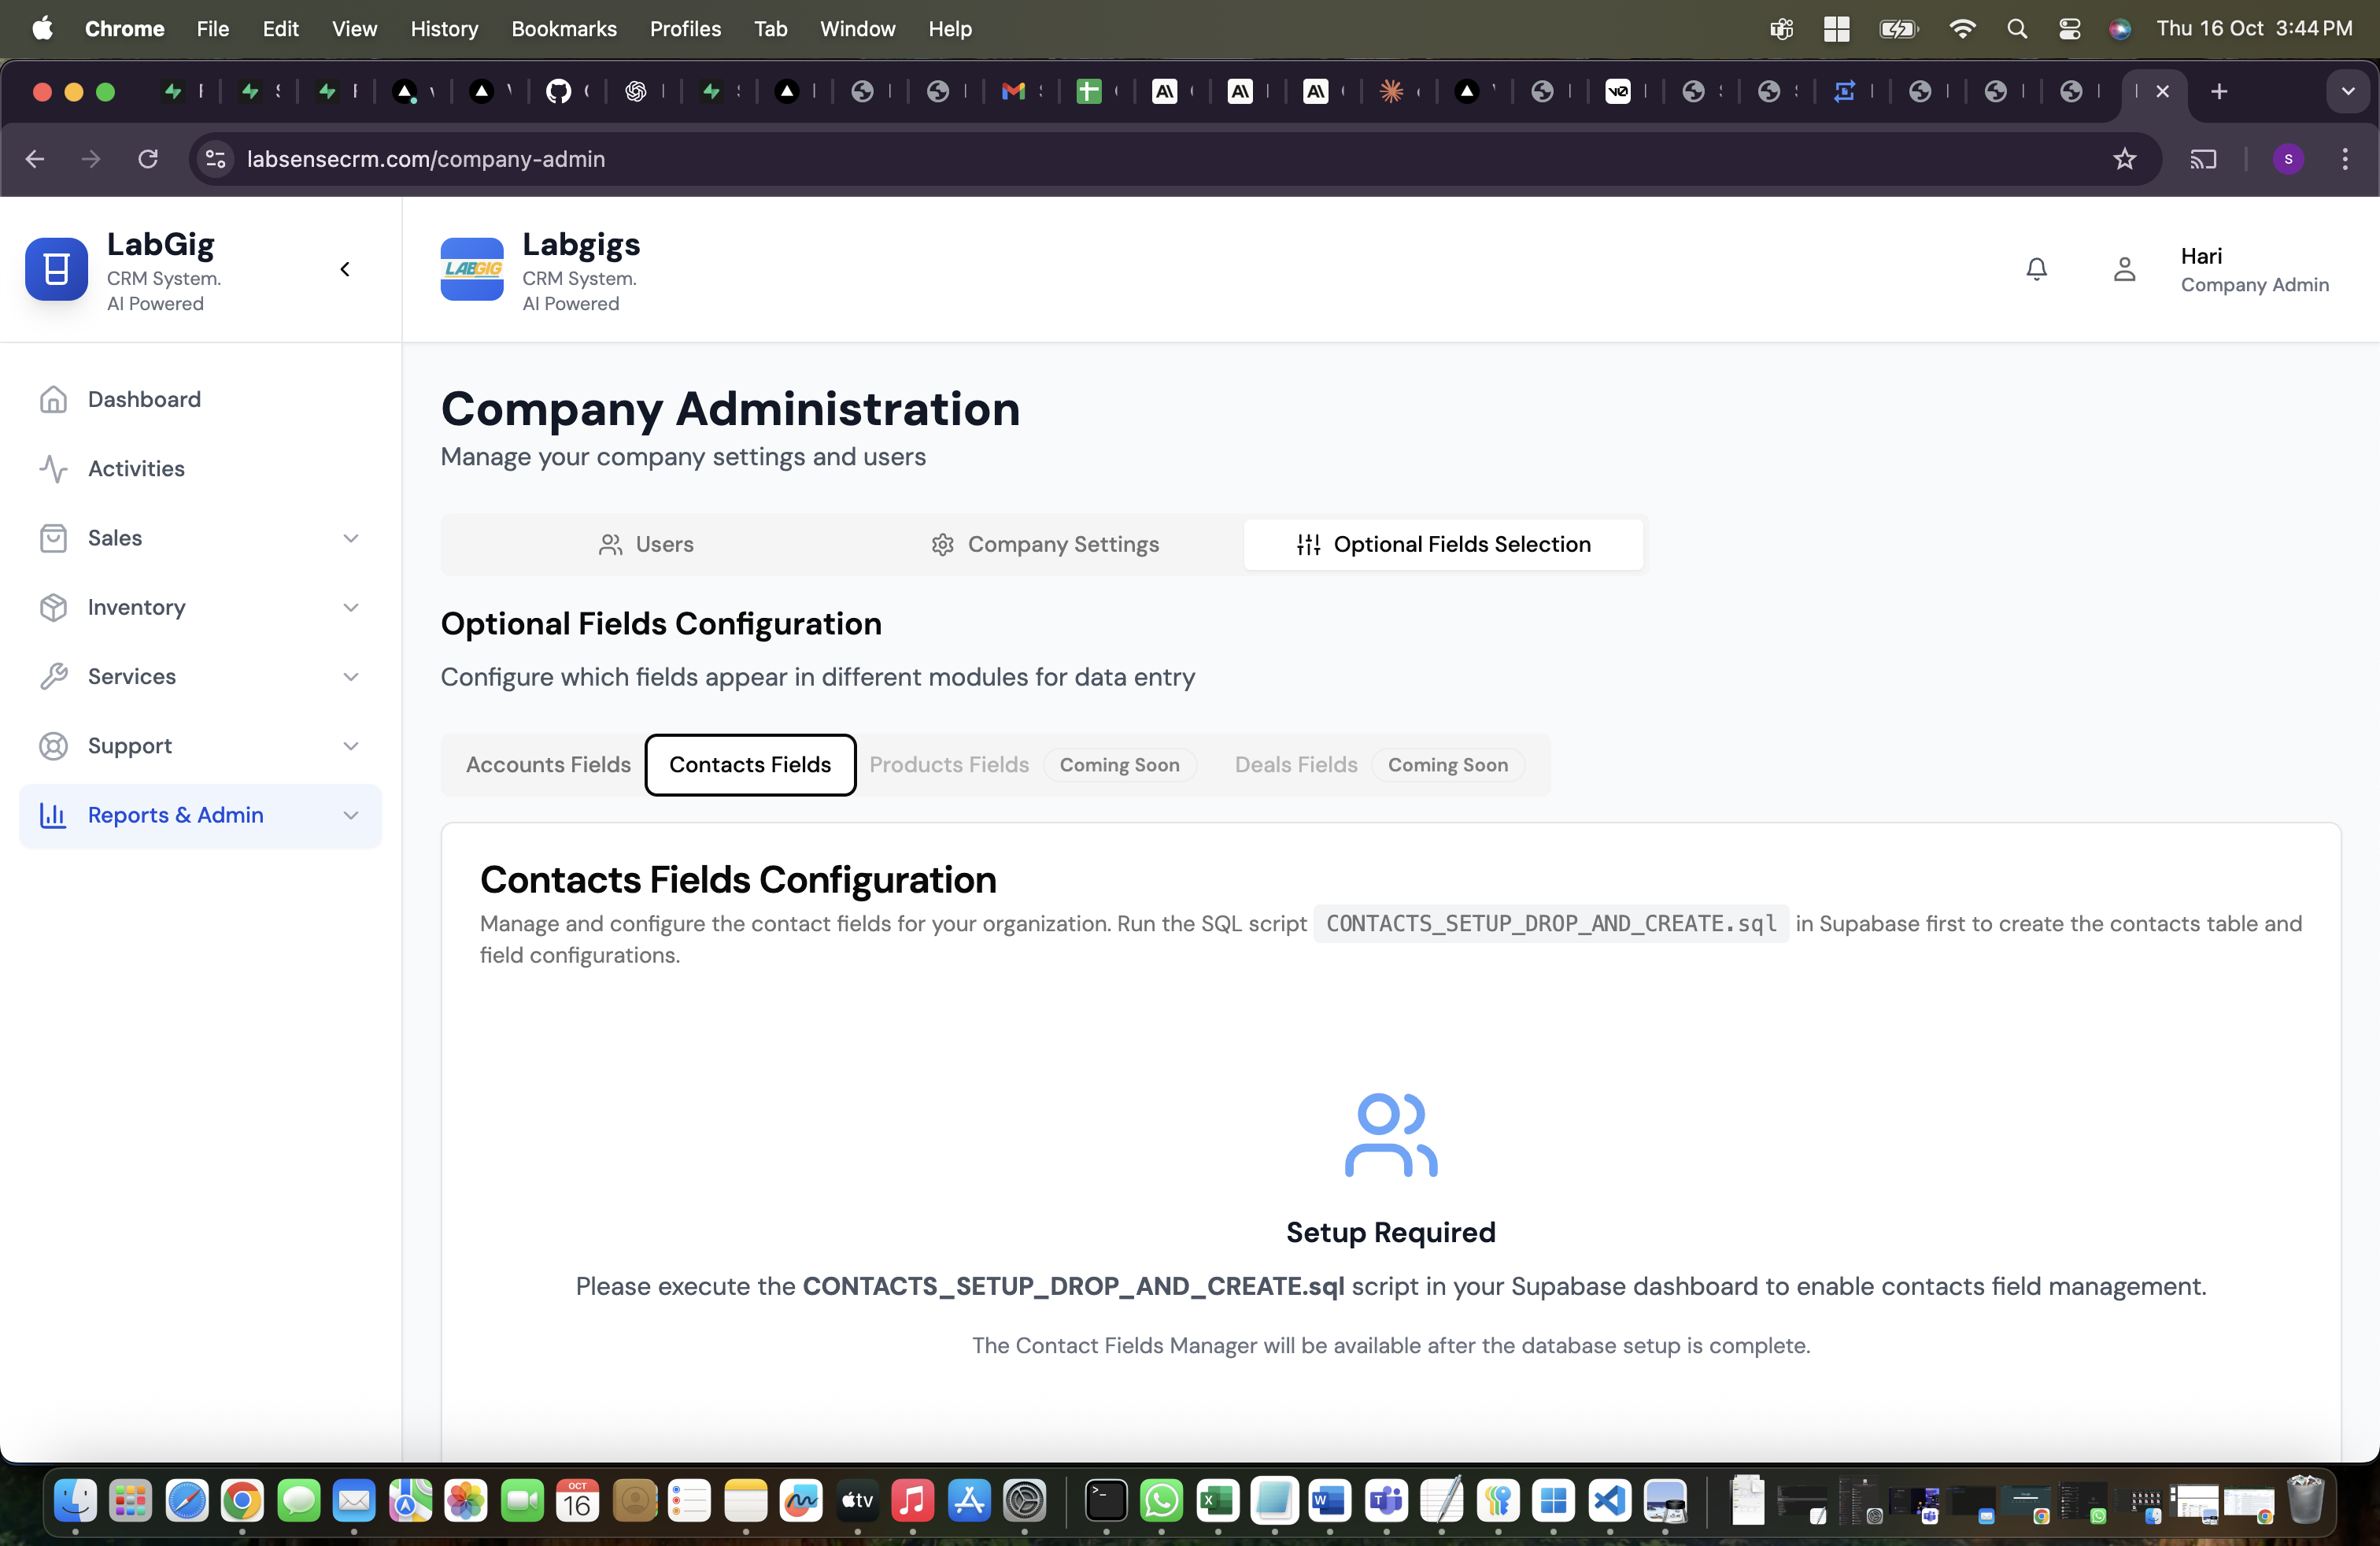 Chrome File Edit View History Bookmarks Profiles Tab Window Help
Thu 16 Oct 3:44 PM
labsensecrm.com/company-admin
S
LabGig
CRM System.
AI Powered
LABGIG
Labgigs
CRM System.
AI Powered
Hari
Company Admin
Dashboard
Activities
Sales
Inventory
Services
Support
Reports & Admin
Company Administration
Manage your company settings and users
Users
Company Settings
Optional Fields Selection
Optional Fields Configuration
Configure which fields appear in different modules for data entry
Accounts Fields
Contacts Fields
Products Fields
Coming Soon
Deals Fields
Coming Soon
Contacts Fields Configuration
Manage and configure the contact fields for your organization. Run the SQL script CONTACTS_SETUP_DROP_AND_CREATE.sql in Supabase first to create the contacts table and
field configurations.
Setup Required
Please execute the CONTACTS_SETUP_DROP_AND_CREATE.sql script in your Supabase dashboard to enable contacts field management.
The Contact Fields Manager will be available after the database setup is complete.
OCT
16
tv